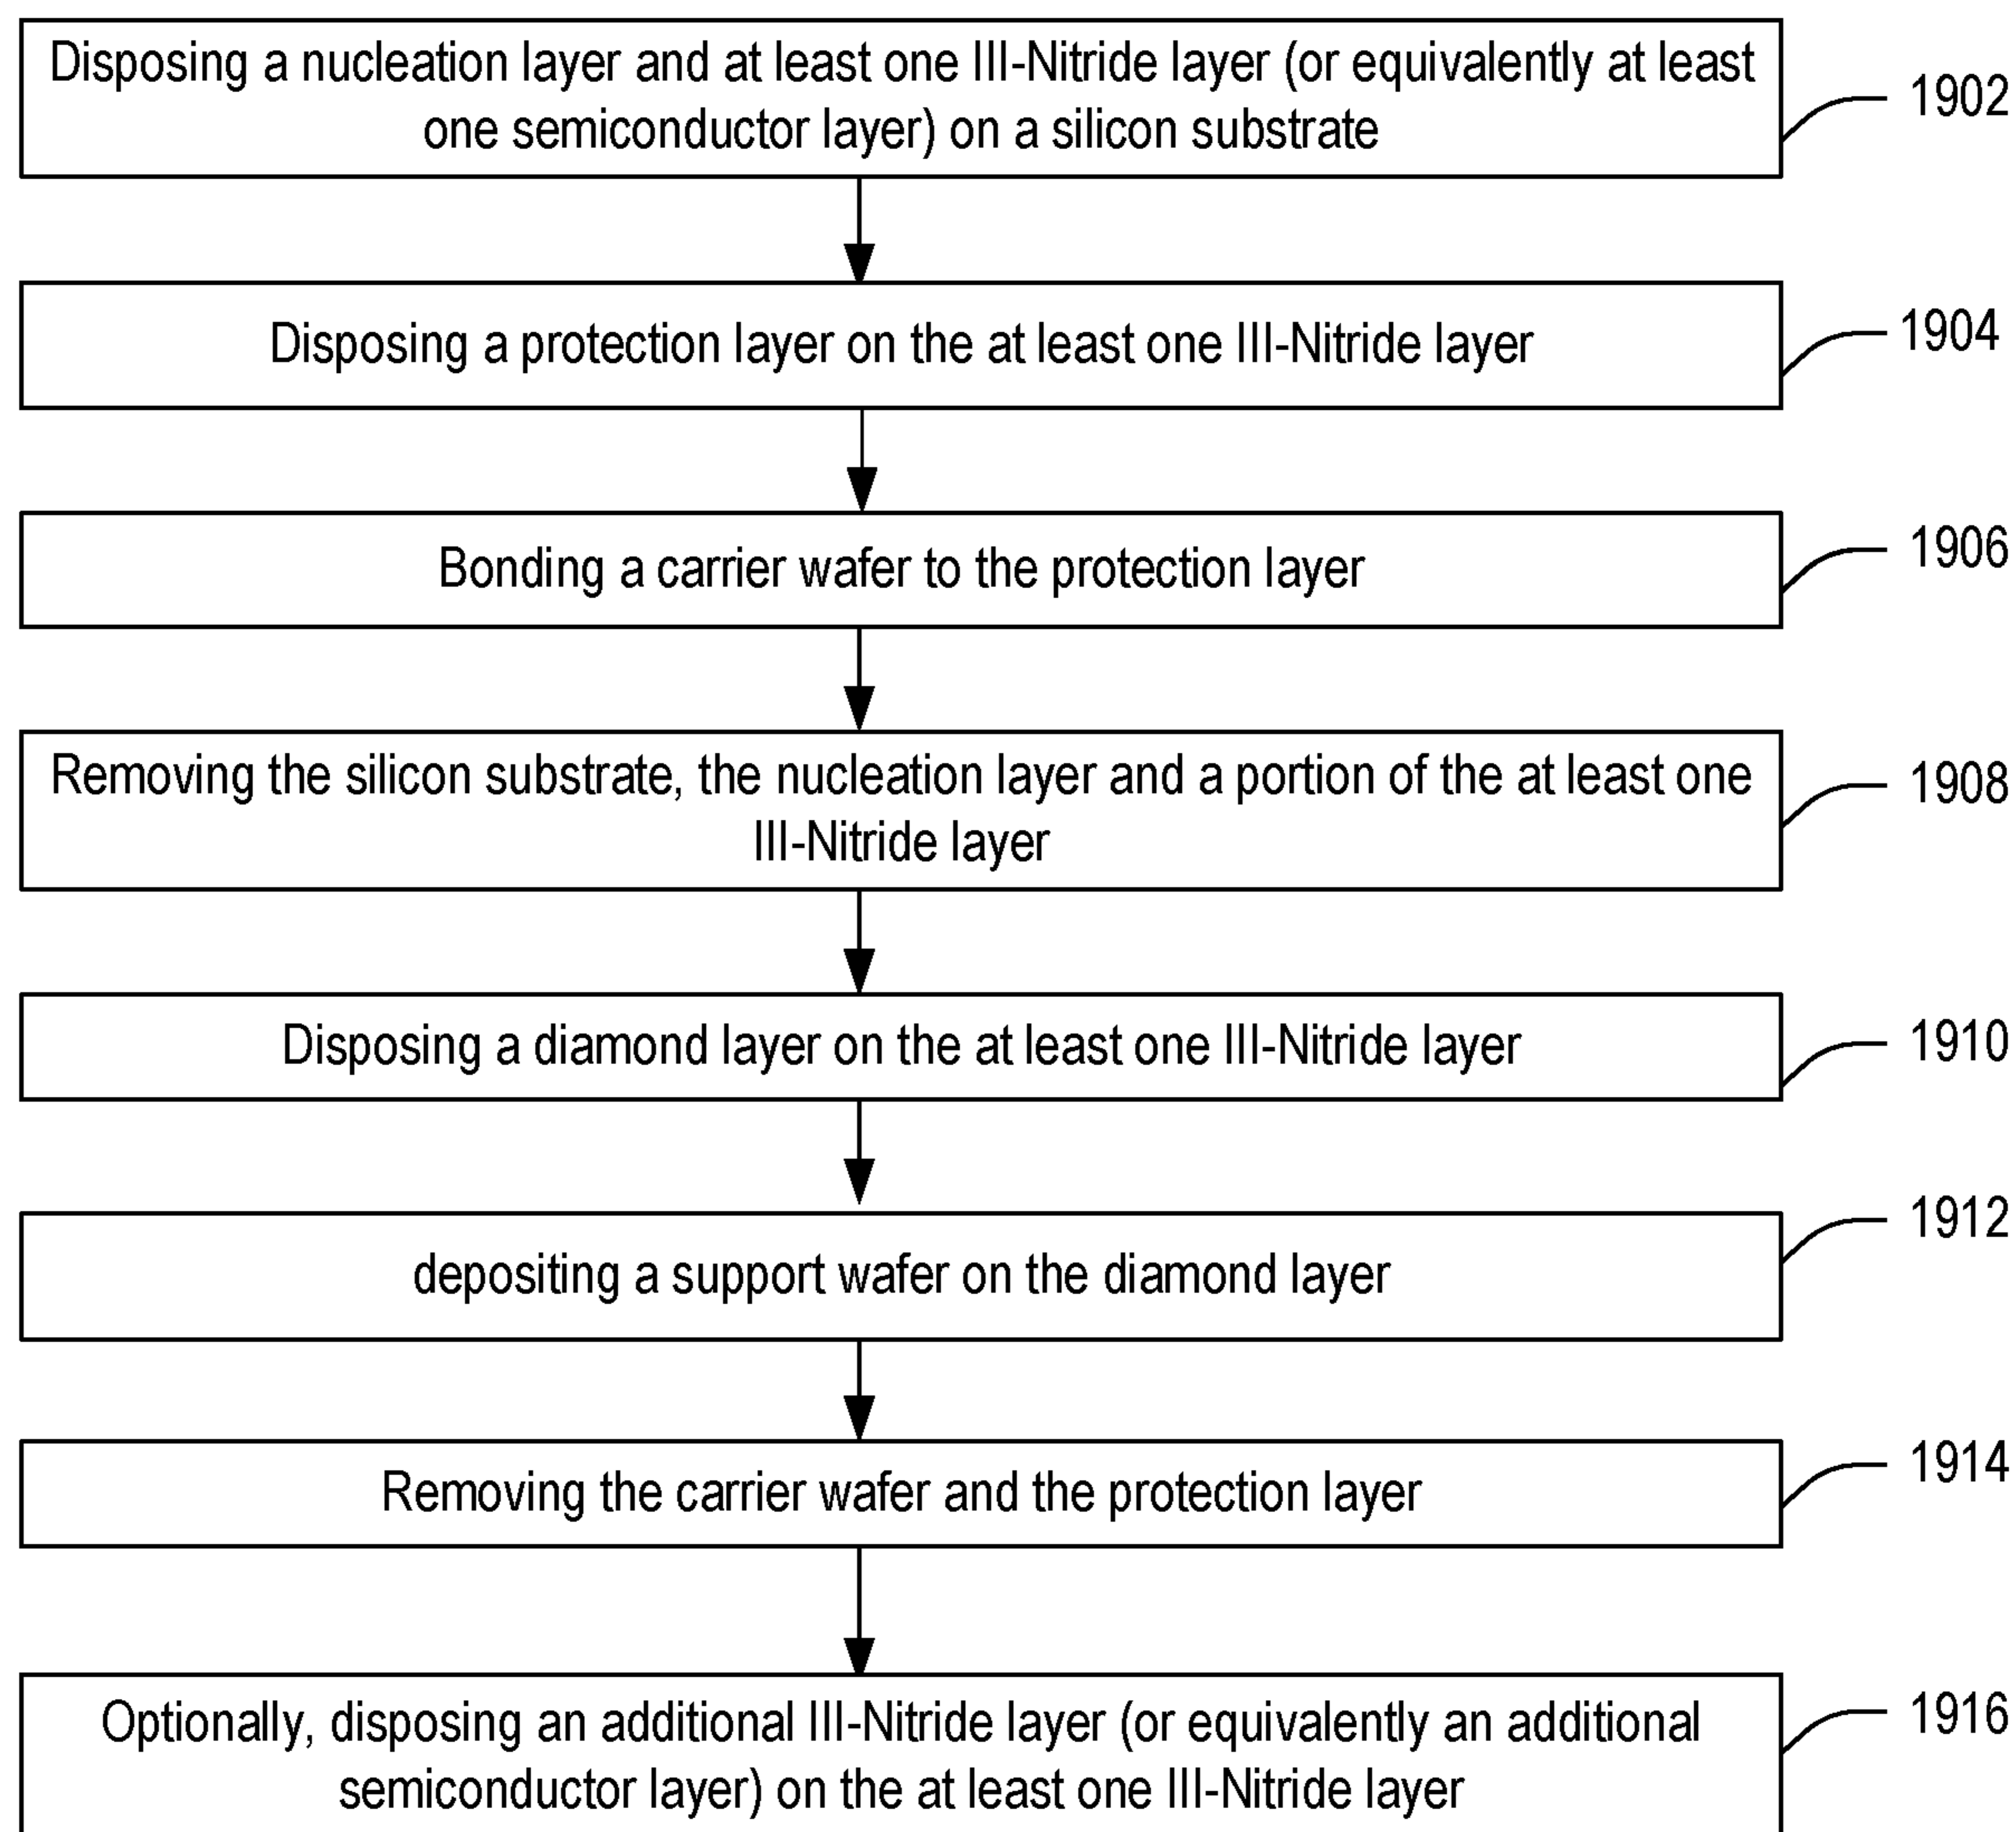 Disposing a nucleation layer and at least one III-Nitride layer (or equivalently at least
one semiconductor layer) on a silicon substrate
1902
Disposing a protection layer on the at least one III-Nitride layer
1904
Bonding a carrier wafer to the protection layer
1906
Removing the silicon substrate, the nucleation layer and a portion of the at least one
III-Nitride layer
1908
Disposing a diamond layer on the at least one III-Nitride layer
1910
depositing a support wafer on the diamond layer
1912
Removing the carrier wafer and the protection layer
1914
Optionally, disposing an additional III-Nitride layer (or equivalently an additional
semiconductor layer) on the at least one III-Nitride layer
1916